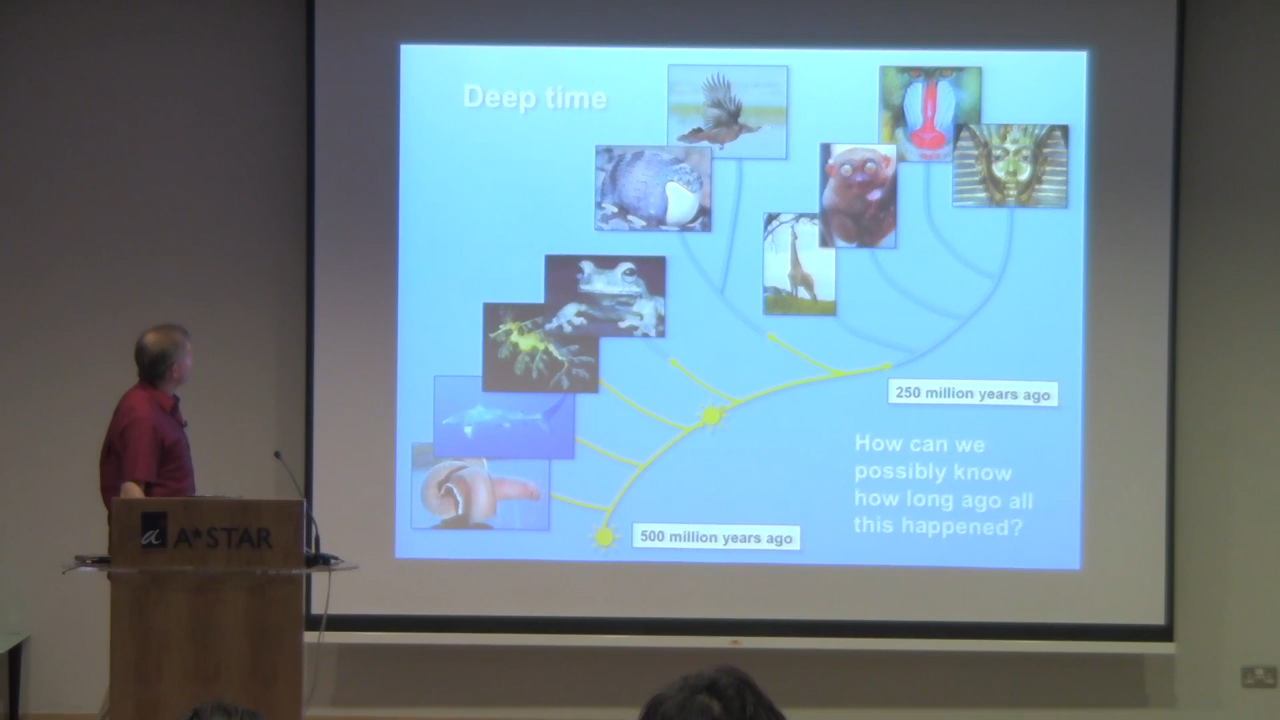 Deep time
250 million years ago
How can we
possibly know
how long ago all
this happened?
500 million years ago
A*STAR